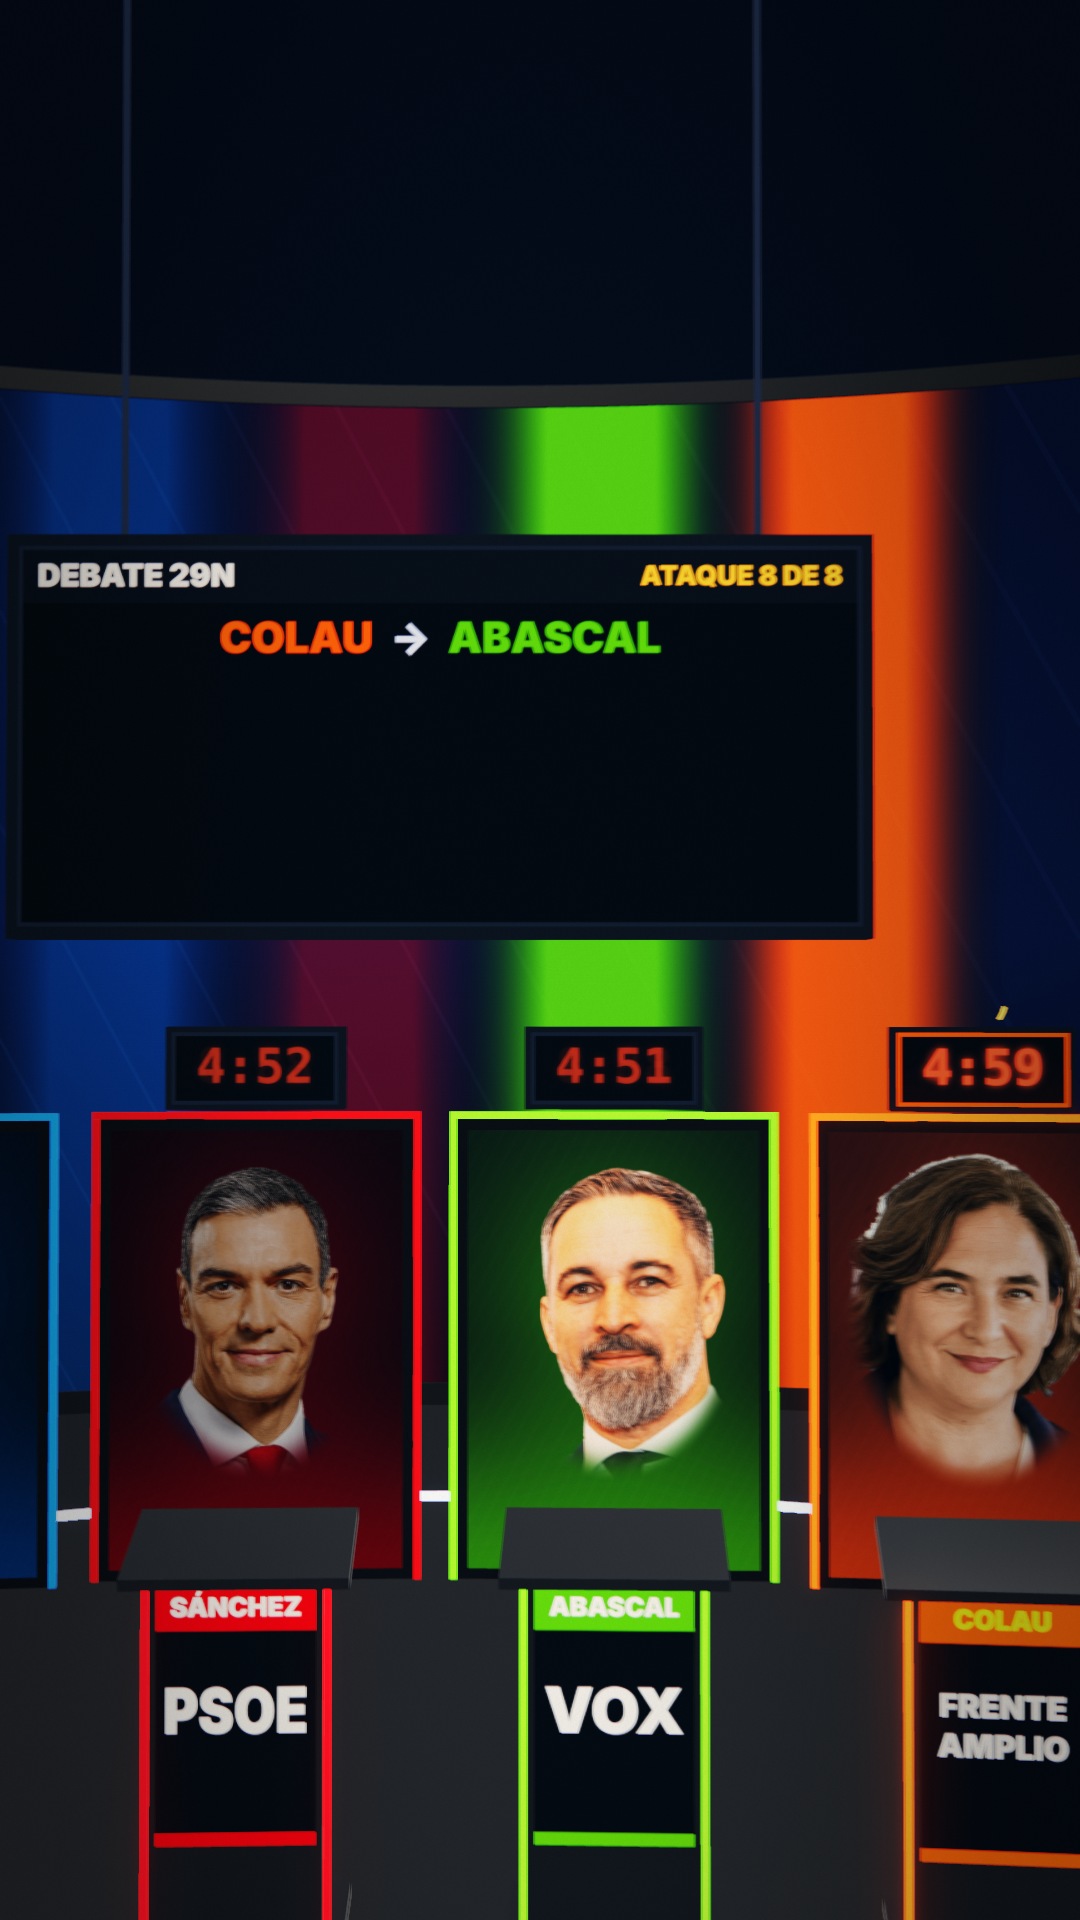 DEBATE 29N
ATAQUE 8 DE 8
COLAU → ABASCAL
4:52
4:51
4:59
SÁNCHEZ
ABASCAL
COLAU
PSOE
VOX
FRENTE
AMPLIO